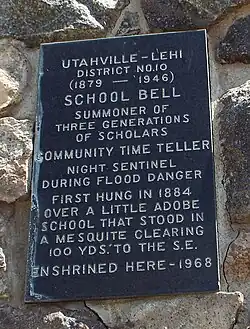 UTAHVILLE-LEHI
DISTRICT NO.10
(1879 — 1946)
SCHOOL BELL
SUMMONER OF
THREE GENERATIONS
OF SCHOLARS
COMMUNITY TIME TELLER
NIGHT SENTINEL
DURING FLOOD DANGER
FIRST HUNG IN 1884
OVER A LITTLE ADOBE
SCHOOL THAT STOOD IN
A MESQUITE CLEARING
100 YDS. TO THE S.E.
ENSHRINED HERE-1968